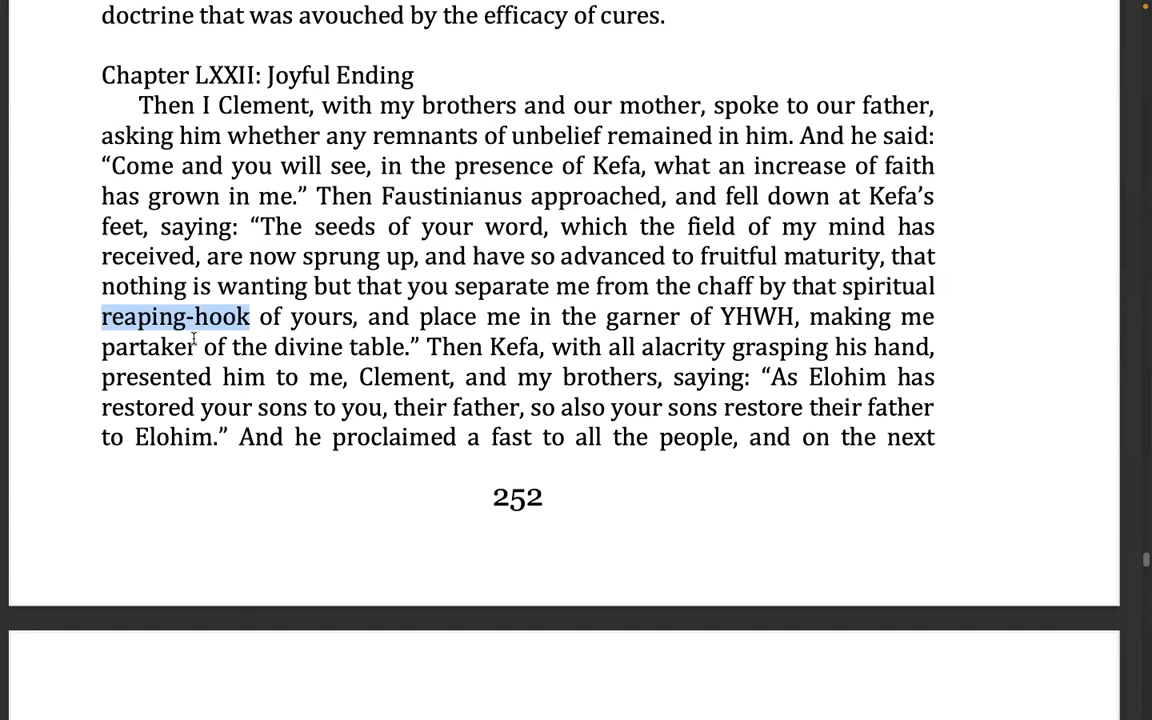 doctrine that was avouched by the efficacy of cures.
Chapter LXXII: Joyful Ending
Then I Clement, with my brothers and our mother, spoke to our father,
asking him whether any remnants of unbelief remained in him. And he said:
“Come and you will see, in the presence of Kefa, what an increase of faith
has grown in me.” Then Faustinianus approached, and fell down at Kefa’s
feet, saying: “The seeds of your word, which the field of my mind has
received, are now sprung up, and have so advanced to fruitful maturity, that
nothing is wanting but that you separate me from the chaff by that spiritual
reaping-hook of yours, and place me in the garner of YHWH, making me
partaker of the divine table.” Then Kefa, with all alacrity grasping his hand,
presented him to me, Clement, and my brothers, saying: “As Elohim has
restored your sons to you, their father, so also your sons restore their father
to Elohim.” And he proclaimed a fast to all the people, and on the next
252